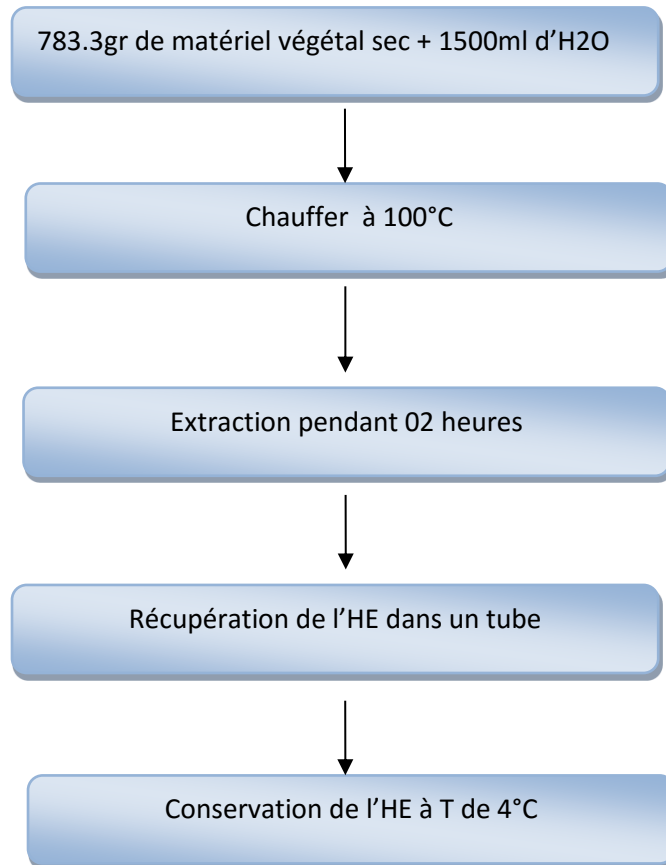 783.3gr de matériel végétal sec + 1500ml d’H2O
Chauffer à 100°C
Extraction pendant 02 heures
Récupération de l’HE dans un tube
Conservation de l’HE à T de 4°C